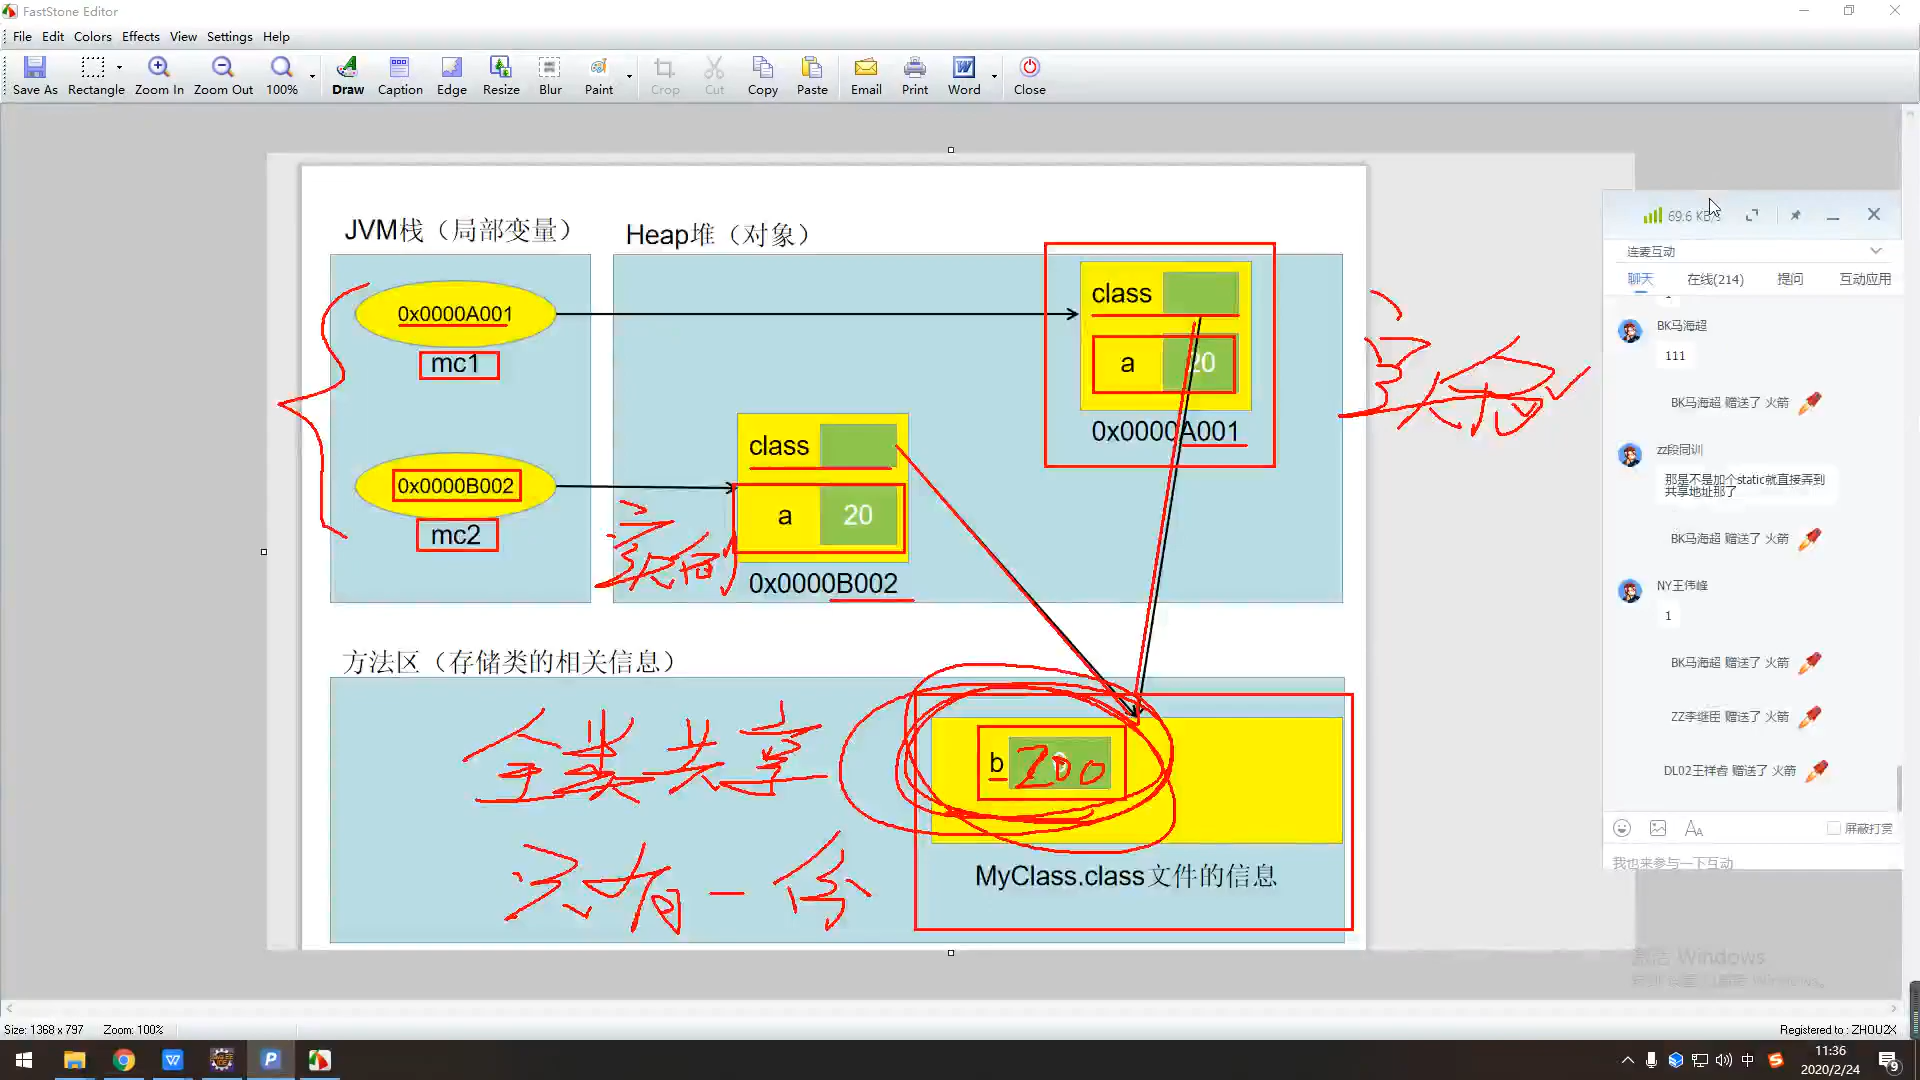 FastStone Editor
File Edit Colors Effects View Settings Help
Save As Rectangle Zoom In Zoom Out 100% Draw Caption Edge Resize Blur Paint Crop Cut Copy Paste Email Print Word Close
JVM栈（局部变量）
Heap堆（对象）
0x0000A001
mc1
0x0000B002
mc2
class
a 20
0x0000A001
class
a 20
0x0000B002
方法区（存储类的相关信息）
全类共享
只有一份
b 200
MyClass.class文件的信息
69.6 KB/s
连麦互动
聊天 在线(214) 提问 互动应用
1
BK马海超
111
BK马海超 赠送了 火箭
zz段同训
那是不是加个static就直接弄到
共享地址那了
BK马海超 赠送了 火箭
NY王伟峰
1
BK马海超 赠送了 火箭
ZZ李继臣 赠送了 火箭
DL02王祥睿 赠送了 火箭
屏蔽打赏
我也来参与一下互动
激活 Windows
Size: 1368 x 797 Zoom: 100%
Registered to : ZHOUZX
中
11:36
2020/2/24
9